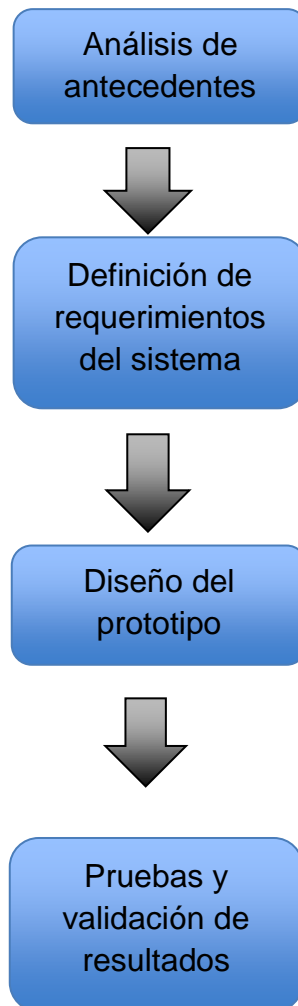 Análisis de
antecedentes
Definición de
requerimientos
del sistema
Diseño del
prototipo
Pruebas y
validación de
resultados